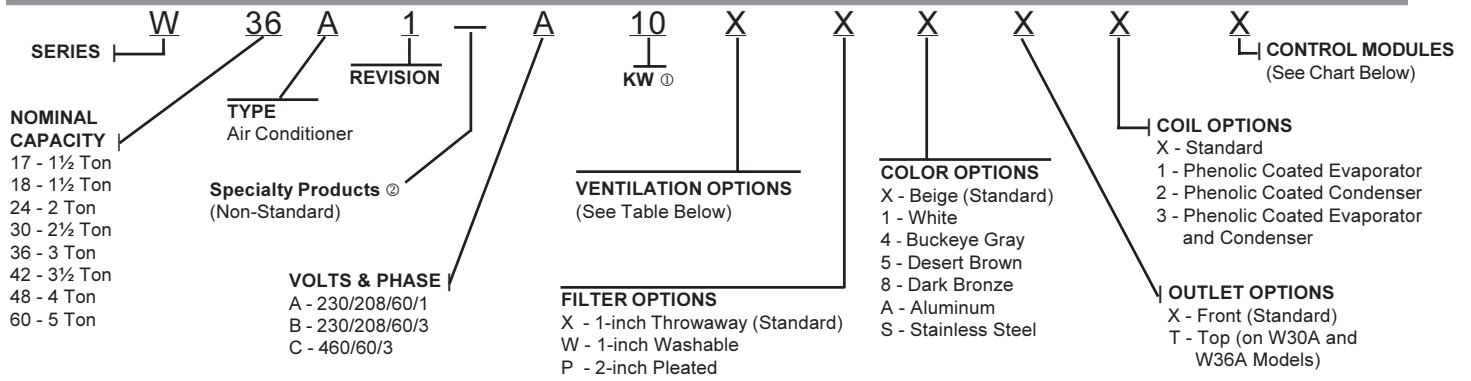 W 36 A 1 — A 10 X X X X X X
SERIES
REVISION
KW ①
CONTROL MODULES
(See Chart Below)
NOMINAL
CAPACITY
17 - 1½ Ton
18 - 1½ Ton
24 - 2 Ton
30 - 2½ Ton
36 - 3 Ton
42 - 3½ Ton
48 - 4 Ton
60 - 5 Ton
TYPE
Air Conditioner
Specialty Products ②
(Non-Standard)
VOLTS & PHASE
A - 230/208/60/1
B - 230/208/60/3
C - 460/60/3
VENTILATION OPTIONS
(See Table Below)
FILTER OPTIONS
X - 1-inch Throwaway (Standard)
W - 1-inch Washable
P - 2-inch Pleated
COLOR OPTIONS
X - Beige (Standard)
1 - White
4 - Buckeye Gray
5 - Desert Brown
8 - Dark Bronze
A - Aluminum
S - Stainless Steel
COIL OPTIONS
X - Standard
1 - Phenolic Coated Evaporator
2 - Phenolic Coated Condenser
3 - Phenolic Coated Evaporator
and Condenser
OUTLET OPTIONS
X - Front (Standard)
T - Top (on W30A and
W36A Models)